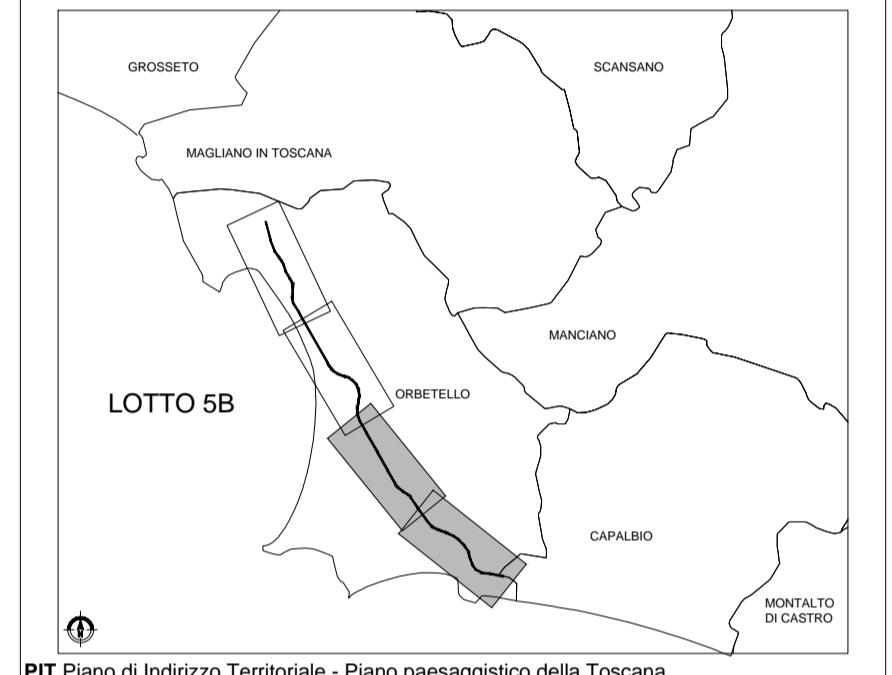 GROSSETO
SCANSANO
MAGLIANO IN TOSCANA
MANCIANO
ORBETELLO
LOTTO 5B
CAPALBIO
MONTALTO
DI CASTRO
N
PIT Piano di Indirizzo Territoriale - Piano paesaggistico della Toscana